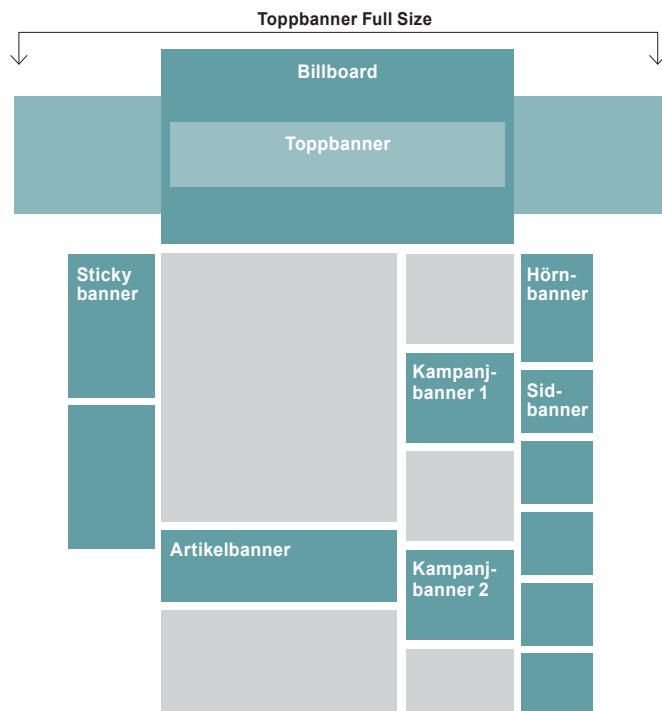 Toppbanner Full Size
Billboard
Toppbanner
Sticky
banner
Hörn-
banner
Kampanj-
banner 1
Sid-
banner
Artikelbanner
Kampanj-
banner 2